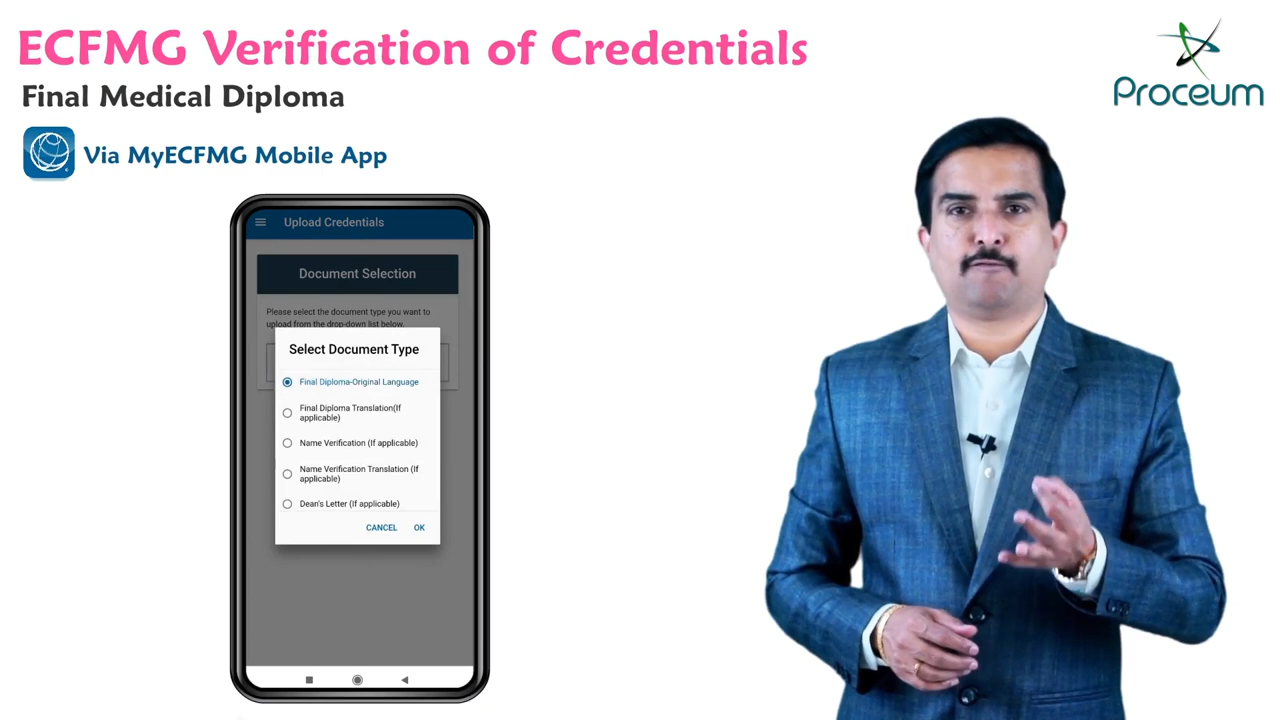 ECFMG Verification of Credentials
Final Medical Diploma
Via MyECFMG Mobile App
Proceum
Upload Credentials
Document Selection
Please select the document type you want to
upload from the drop-down list below.
Select Document Type
Final Diploma-Original Language
Final Diploma Translation(If
applicable)
Name Verification (If applicable)
Name Verification Translation (If
applicable)
Dean's Letter (If applicable)
CANCEL OK